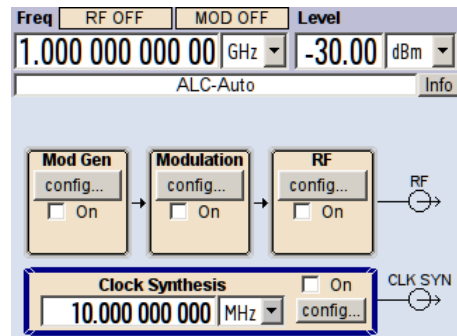 Freq RF OFF MOD OFF Level
1.000 000 000 00 GHz -30.00 dBm
ALC-Auto Info
Mod Gen Modulation RF
config... config... config... RF
On On On
Clock Synthesis On CLK SYN
10.000 000 000 MHz config...